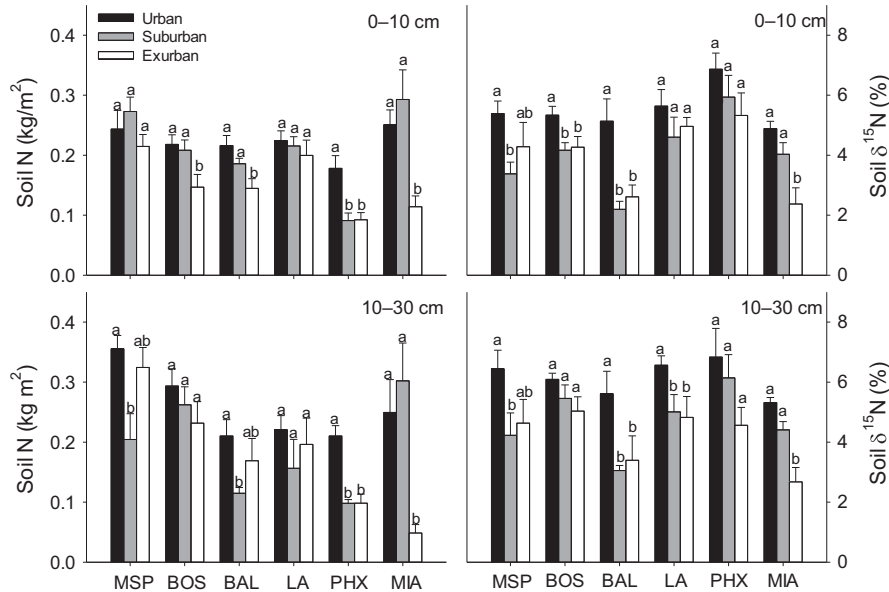 Urban
Suburban
Exurban
0–10 cm
Soil N (kg/m²)
0.4
0.3
0.2
0.1
0.0
a a a a a b a a b a a a a b b a a b
0–10 cm
8
6
4
2
0
Soil δ ¹⁵N (%)
a b ab a b b a b b a a a a a a a a b
10–30 cm
Soil N (kg m²)
0.4
0.3
0.2
0.1
0.0
a b ab a a a a b ab a a a a b b a a b
MSP BOS BAL LA PHX MIA
10–30 cm
8
6
4
2
0
Soil δ ¹⁵N (%)
a b ab a a a a b b a b b a a b a a b
MSP BOS BAL LA PHX MIA